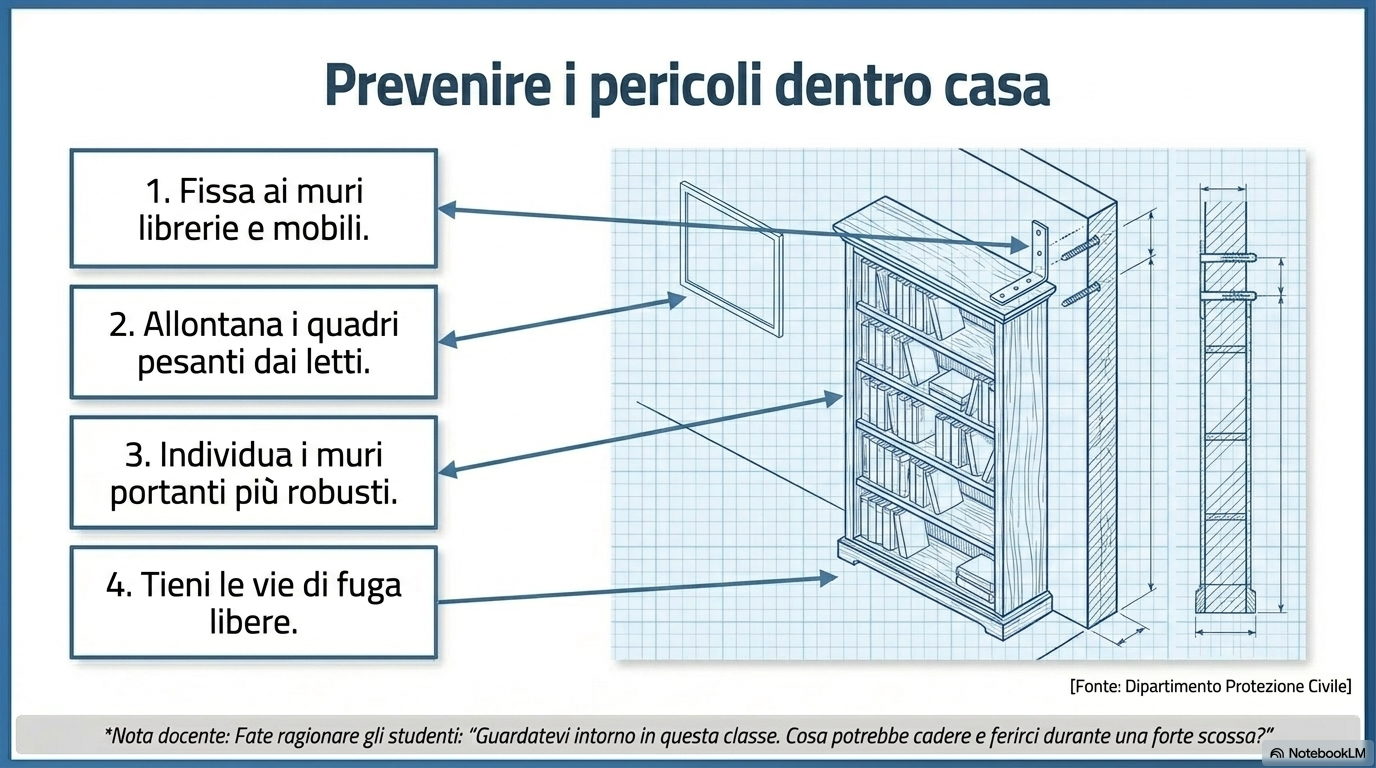 Prevenire i pericoli dentro casa
1. Fissa ai muri
librerie e mobili.
2. Allontana i quadri
pesanti dai letti.
3. Individua i muri
portanti più robusti.
4. Tieni le vie di fuga
libere.
[Fonte: Dipartimento Protezione Civile]
*Nota docente: Fate ragionare gli studenti: “Guardatevi intorno in questa classe. Cosa potrebbe cadere e ferirci durante una forte scossa?”
NotebookLM